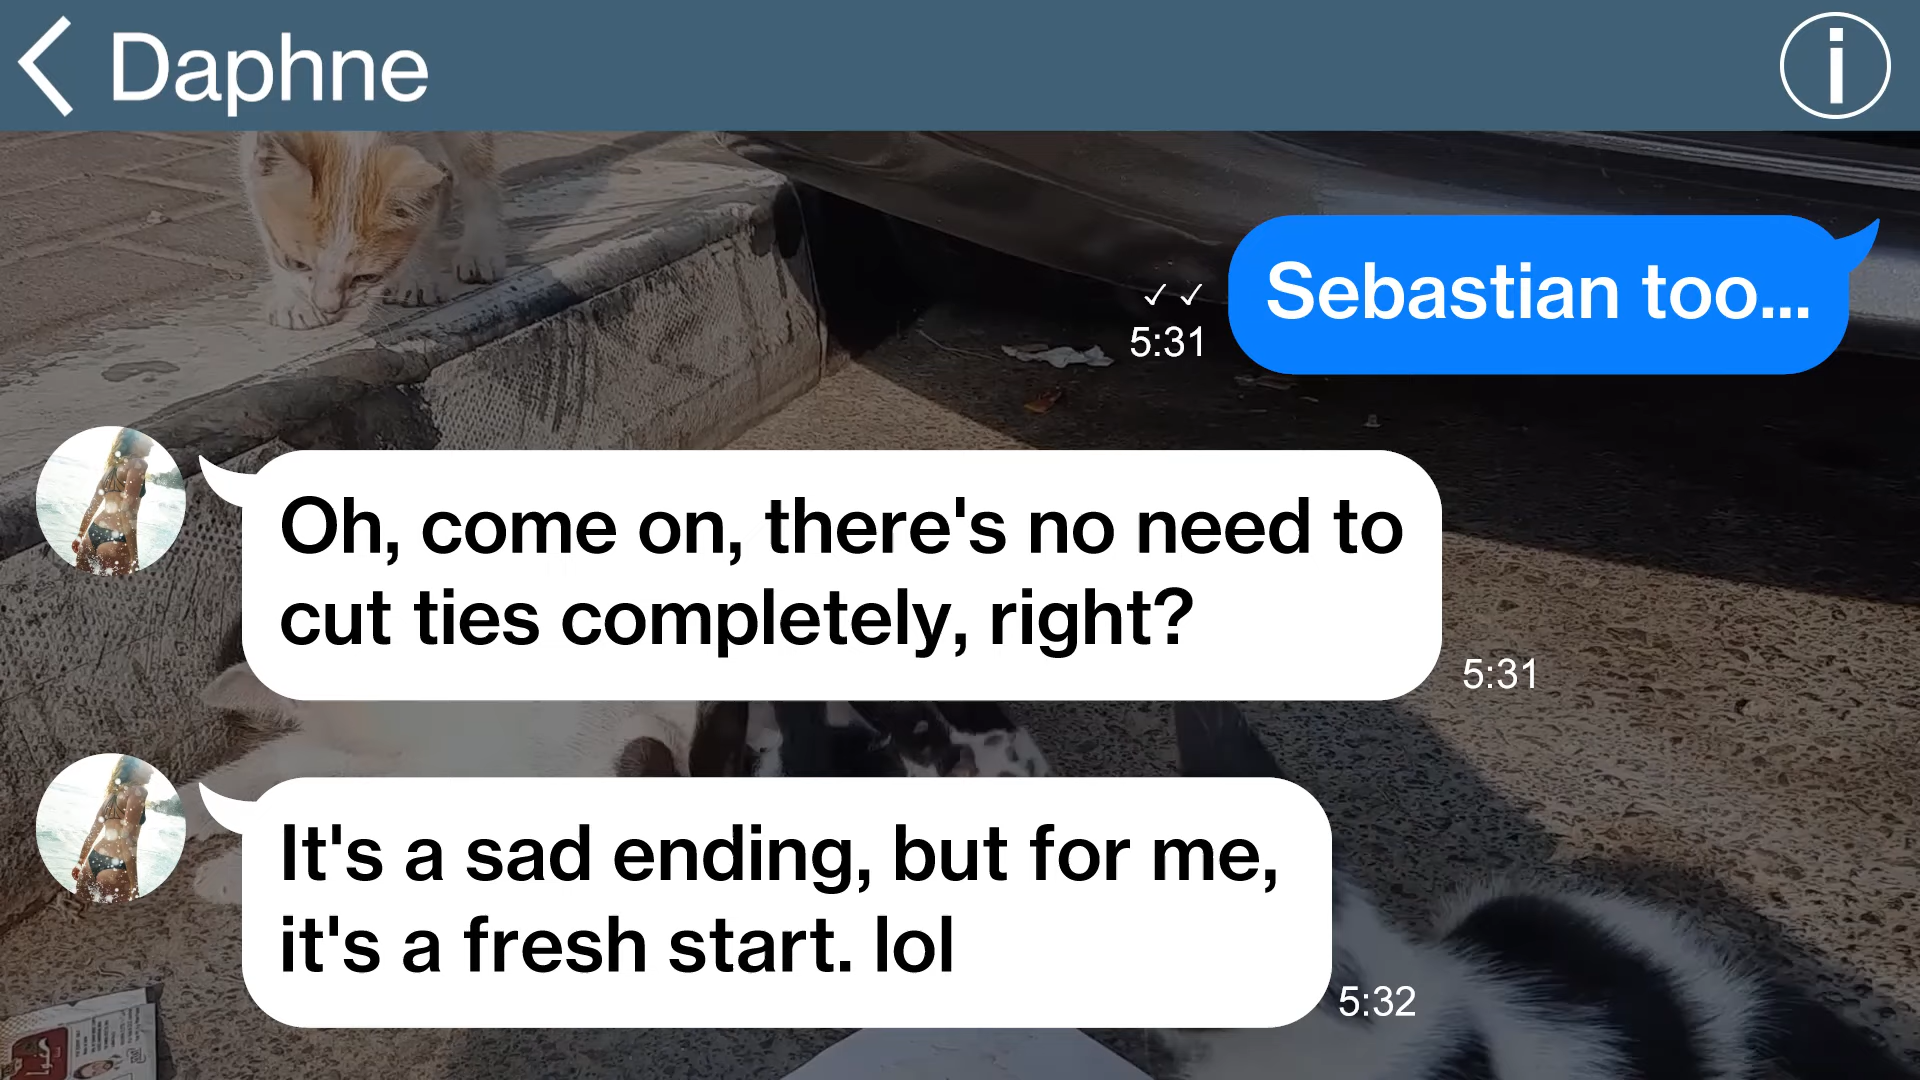 Daphne
Sebastian too...
✓✓
5:31
Oh, come on, there's no need to
cut ties completely, right?
5:31
It's a sad ending, but for me,
it's a fresh start. lol
5:32